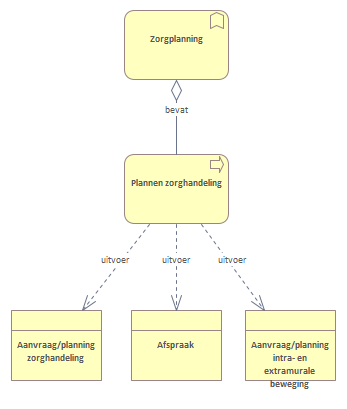 Zorgplanning
bevat
Plannen zorghandeling
uitvoer uitvoer uitvoer
Aanvraag/planning
zorghandeling
Afspraak
Aanvraag/planning
intra- en
extramurale
beweging